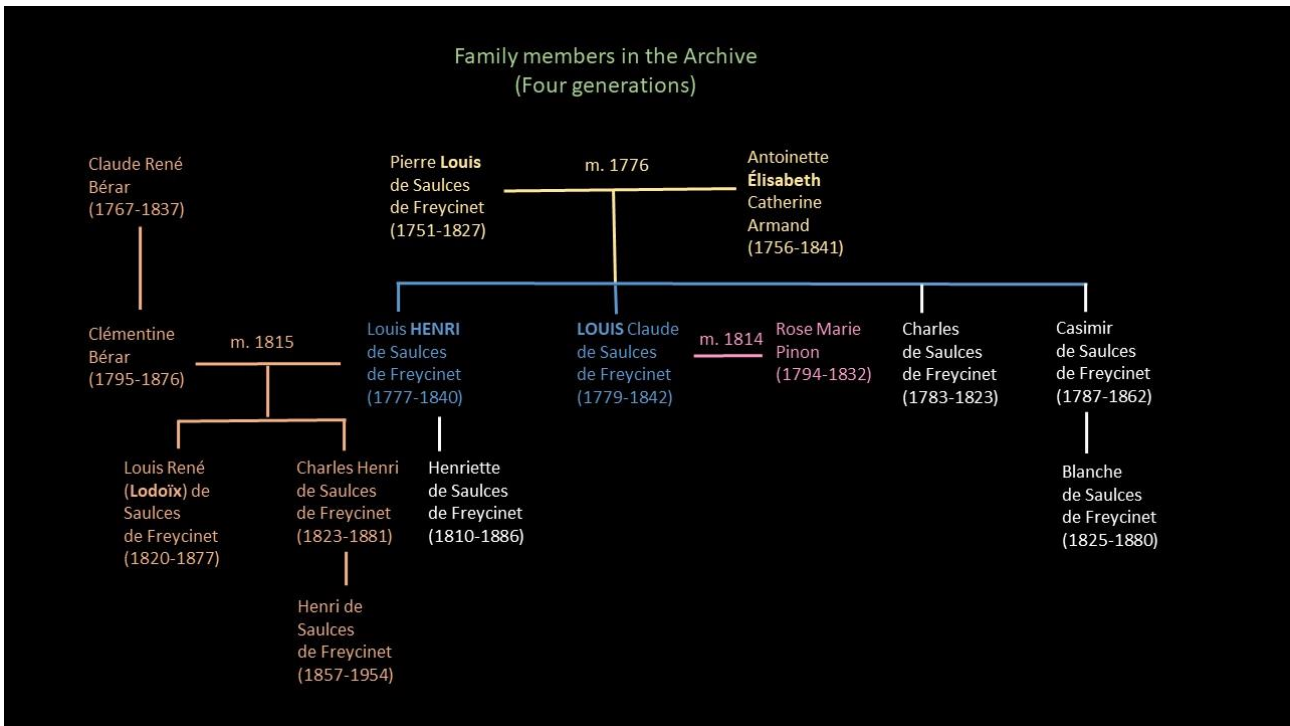 Family members in the Archive
(Four generations)
Claude René
Bérar
(1767-1837)
Pierre Louis
de Saulces
de Freycinet
(1751-1827)
m. 1776
Antoinette
Élisabeth
Catherine
Armand
(1756-1841)
Clémentine
Bérar
(1795-1876)
m. 1815
Louis HENRI
de Saulces
de Freycinet
(1777-1840)
LOUIS Claude
de Saulces
de Freycinet
(1779-1842)
m. 1814
Rose Marie
Pinon
(1794-1832)
Charles
de Saulces
de Freycinet
(1783-1823)
Casimir
de Saulces
de Freycinet
(1787-1862)
Louis René
(Lodoïx) de
Saulces
de Freycinet
(1820-1877)
Charles Henri
de Saulces
de Freycinet
(1823-1881)
Henriette
de Saulces
de Freycinet
(1810-1886)
Blanche
de Saulces
de Freycinet
(1825-1880)
Henri de
Saulces
de Freycinet
(1857-1954)